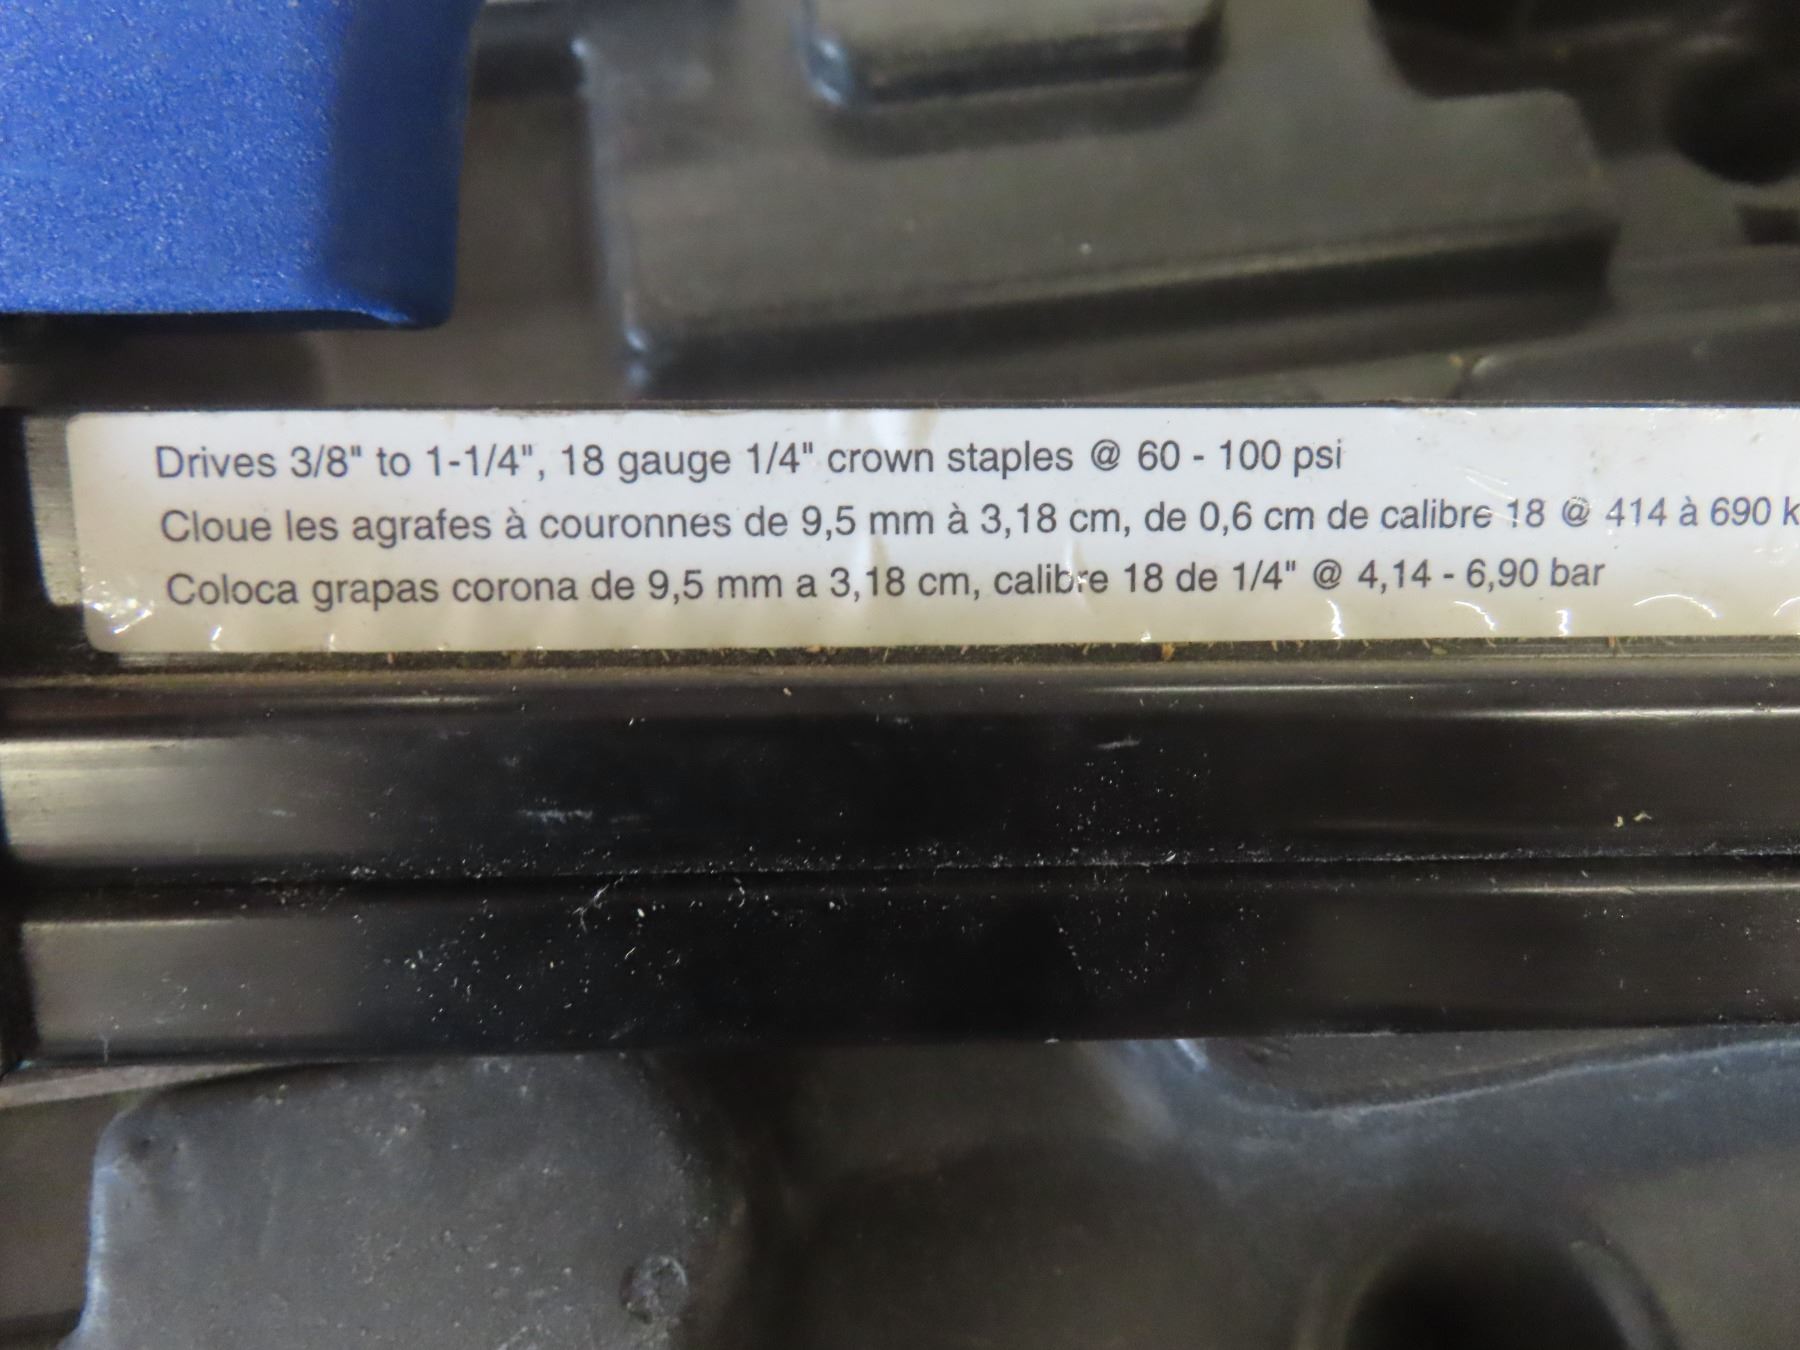 Drives 3/8" to 1-1/4", 18 gauge 1/4" crown staples @ 60 - 100 psi
Cloue les agrafes à couronnes de 9,5 mm à 3,18 cm, de 0,6 cm de calibre 18 @ 414 à 690 k
Coloca grapas corona de 9,5 mm a 3,18 cm, calibre 18 de 1/4" @ 4,14 - 6,90 bar